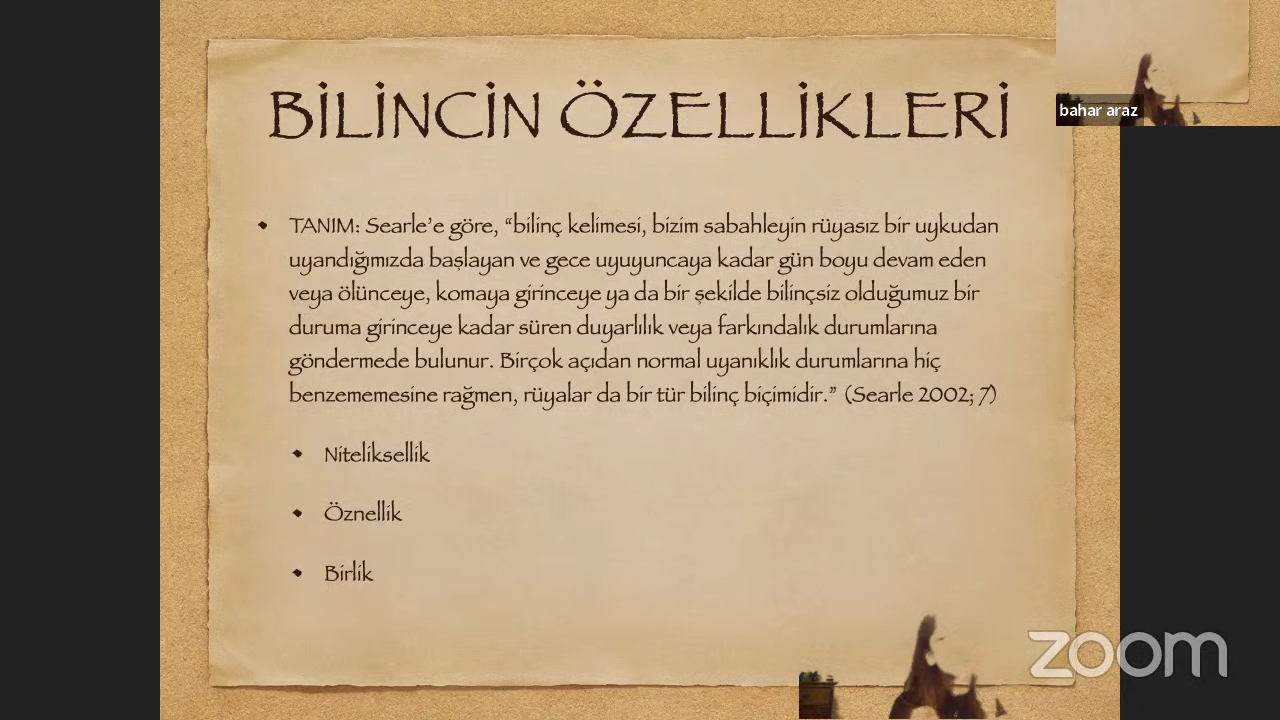 BİLİNCİN ÖZELLİKLERİ
bahar araz
• TANIM: Searle’e göre, “bilinç kelimesi, bizim sabahleyin rüyasız bir uykudan
uyandığımızda başlayan ve gece uyuyuncaya kadar gün boyu devam eden
veya ölünceye, komaya girinceye ya da bir şekilde bilinçsiz olduğumuz bir
duruma girinceye kadar süren duyarlılık veya farkındalık durumlarına
göndermede bulunur. Birçok açıdan normal uyanıklık durumlarına hiç
benzememesine rağmen, rüyalar da bir tür bilinç biçimidir.” (Searle 2002; 7)
• Niteliksellik
• Öznellik
• Birlik
zoom